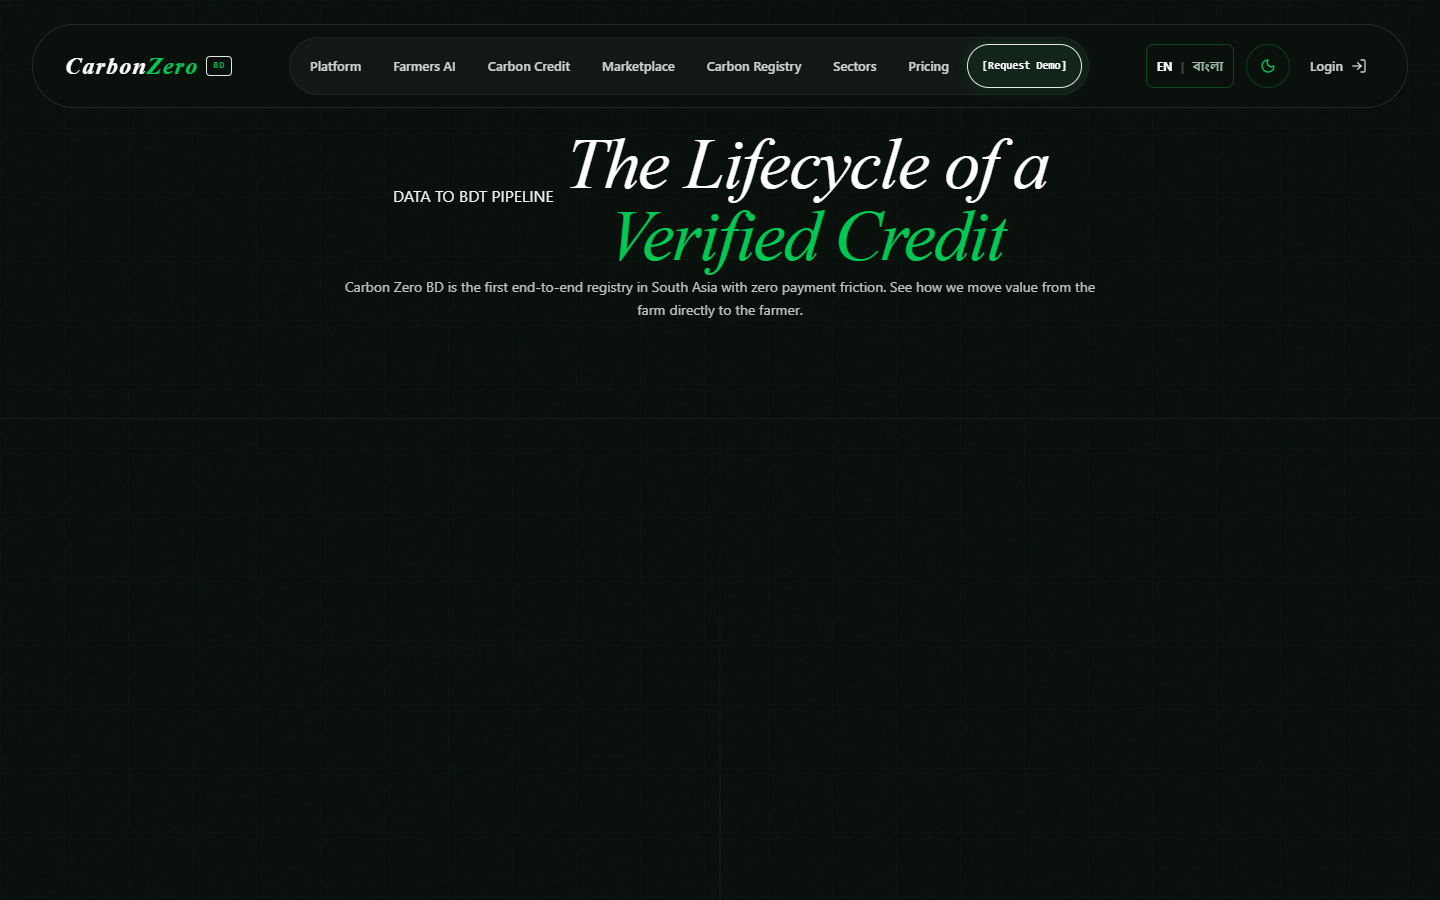 CarbonZero BD
Platform Farmers AI Carbon Credit Marketplace Carbon Registry Sectors Pricing [Request Demo]
EN | বাংলা
Login
DATA TO BDT PIPELINE
The Lifecycle of a
Verified Credit
Carbon Zero BD is the first end-to-end registry in South Asia with zero payment friction. See how we move value from the
farm directly to the farmer.